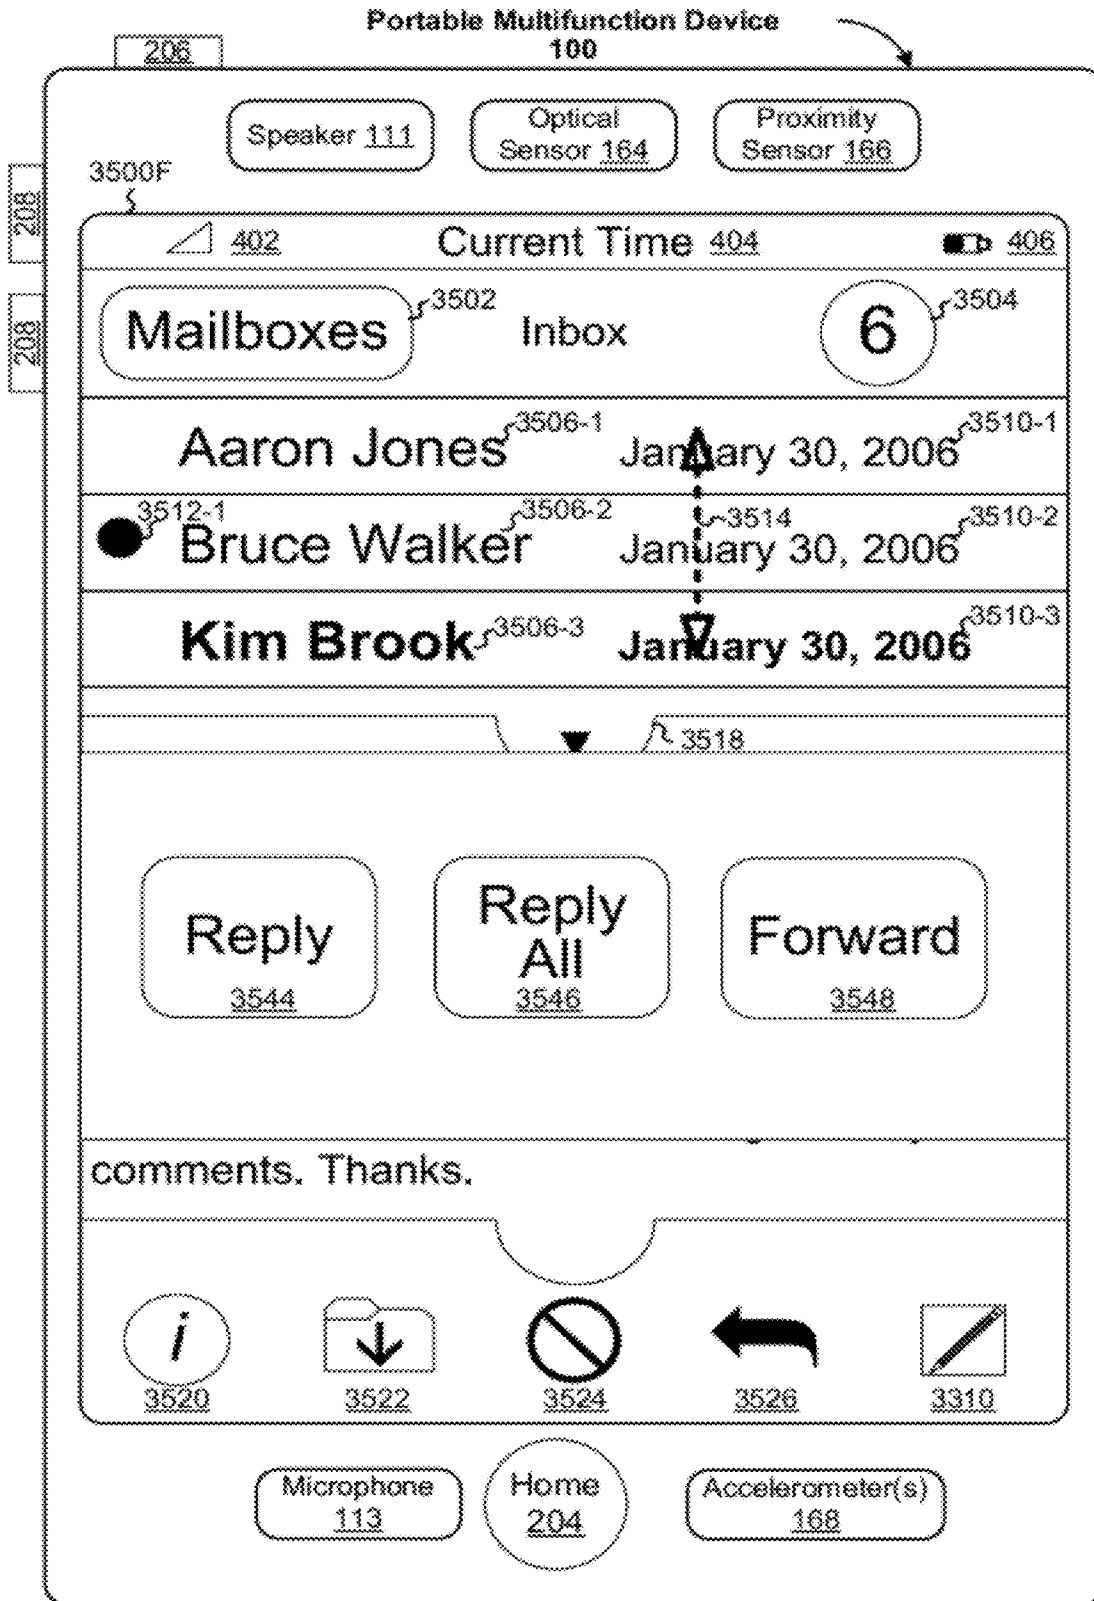 Portable Multifunction Device
100
206
Speaker 111
Optical
Sensor 164
Proximity
Sensor 166
3500F
208
208
402
Current Time 404
406
Mailboxes
3502
Inbox
6
3504
Aaron Jones
3506-1
January 30, 2006
3510-1
3512-1
Bruce Walker
3506-2
3514
January 30, 2006
3510-2
Kim Brook
3506-3
January 30, 2006
3510-3
3518
Reply
3544
Reply
All
3546
Forward
3548
comments. Thanks.
i
3520
3522
3524
3526
3310
Microphone
113
Home
204
Accelerometer(s)
168